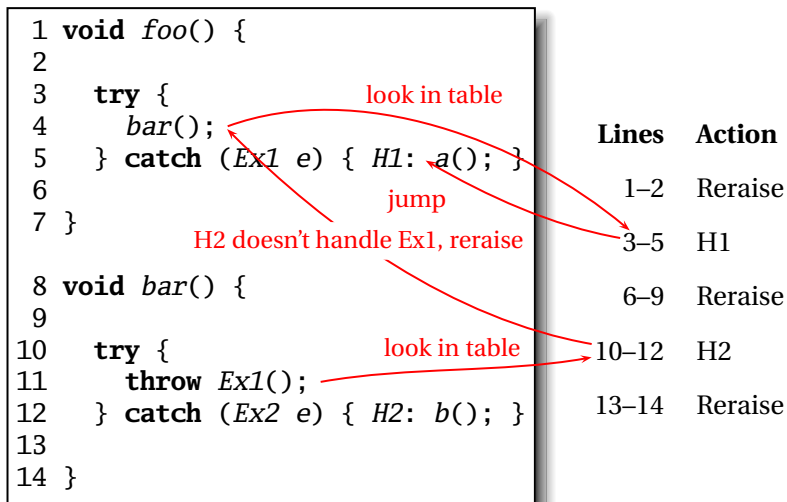 1 void foo() {
2
3 try {
look in table
4 bar();
5 } catch (Ex1 e) { H1: a(); }
6
jump
7 }
H2 doesn't handle Ex1, reraise
8 void bar() {
9
10 try {
look in table
11 throw Ex1();
12 } catch (Ex2 e) { H2: b(); }
13
14 }
Lines Action
1–2 Reraise
3–5 H1
6–9 Reraise
10–12 H2
13–14 Reraise